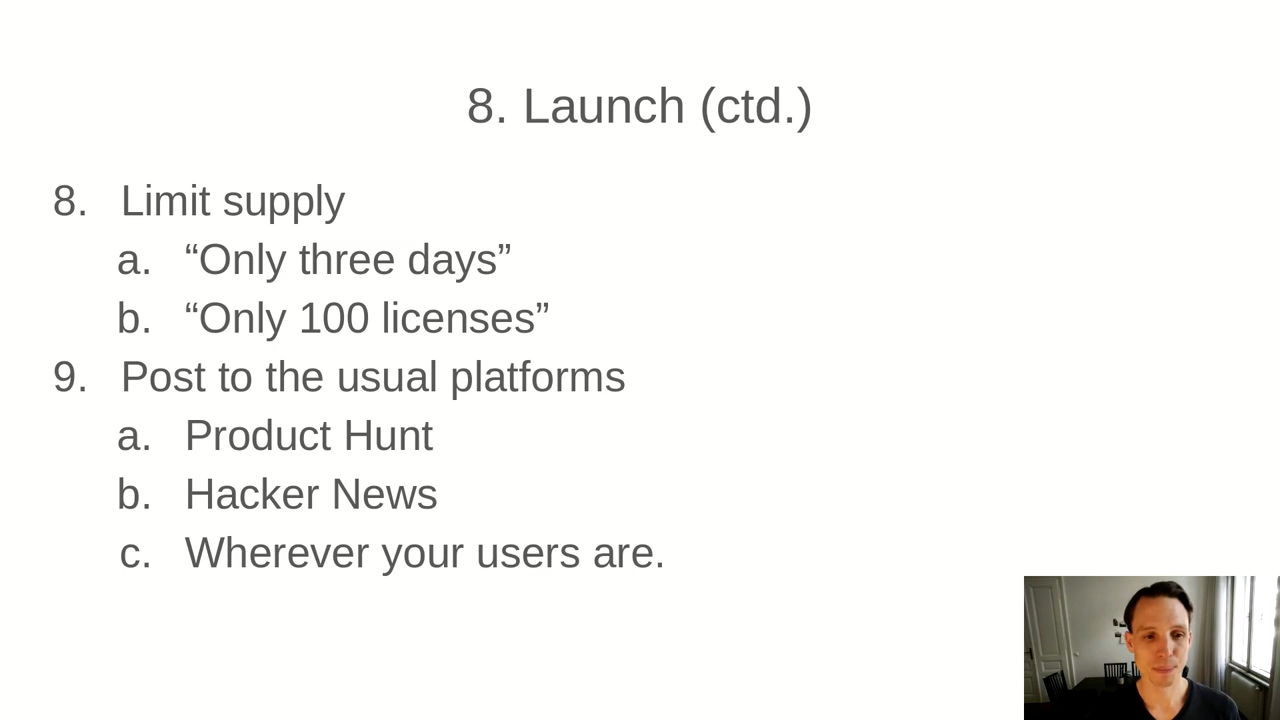 8. Launch (ctd.)
8. Limit supply
a. “Only three days”
b. “Only 100 licenses”
9. Post to the usual platforms
a. Product Hunt
b. Hacker News
c. Wherever your users are.